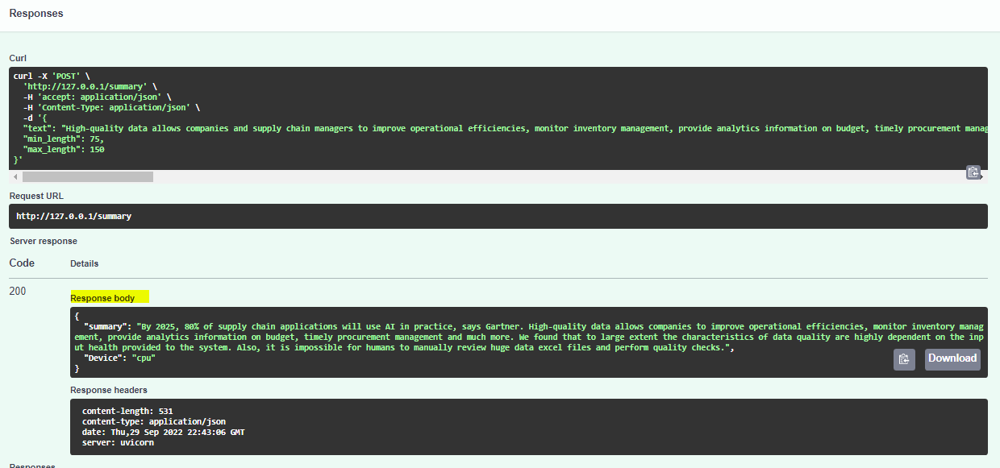 Responses
Curl
curl -X 'POST' \
'http://127.0.0.1/summary' \
-H 'accept: application/json' \
-H 'Content-Type: application/json' \
-d '{
"text": "High-quality data allows companies and supply chain managers to improve operational efficiencies, monitor inventory management, provide analytics information on budget, timely procurement manag
"min_length": 75,
"max_length": 150
}'
Request URL
http://127.0.0.1/summary
Server response
Code Details
200
Response body
{
"summary": "By 2025, 80% of supply chain applications will use AI in practice, says Gartner. High-quality data allows companies to improve operational efficiencies, monitor inventory manag
ement, provide analytics information on budget, timely procurement management and much more. We found that to large extent the characteristics of data quality are highly dependent on the inp
ut health provided to the system. Also, it is impossible for humans to manually review huge data excel files and perform quality checks.",
"Device": "cpu"
}
Download
Response headers
content-length: 531
content-type: application/json
date: Thu,29 Sep 2022 22:43:06 GMT
server: uvicorn
Responses